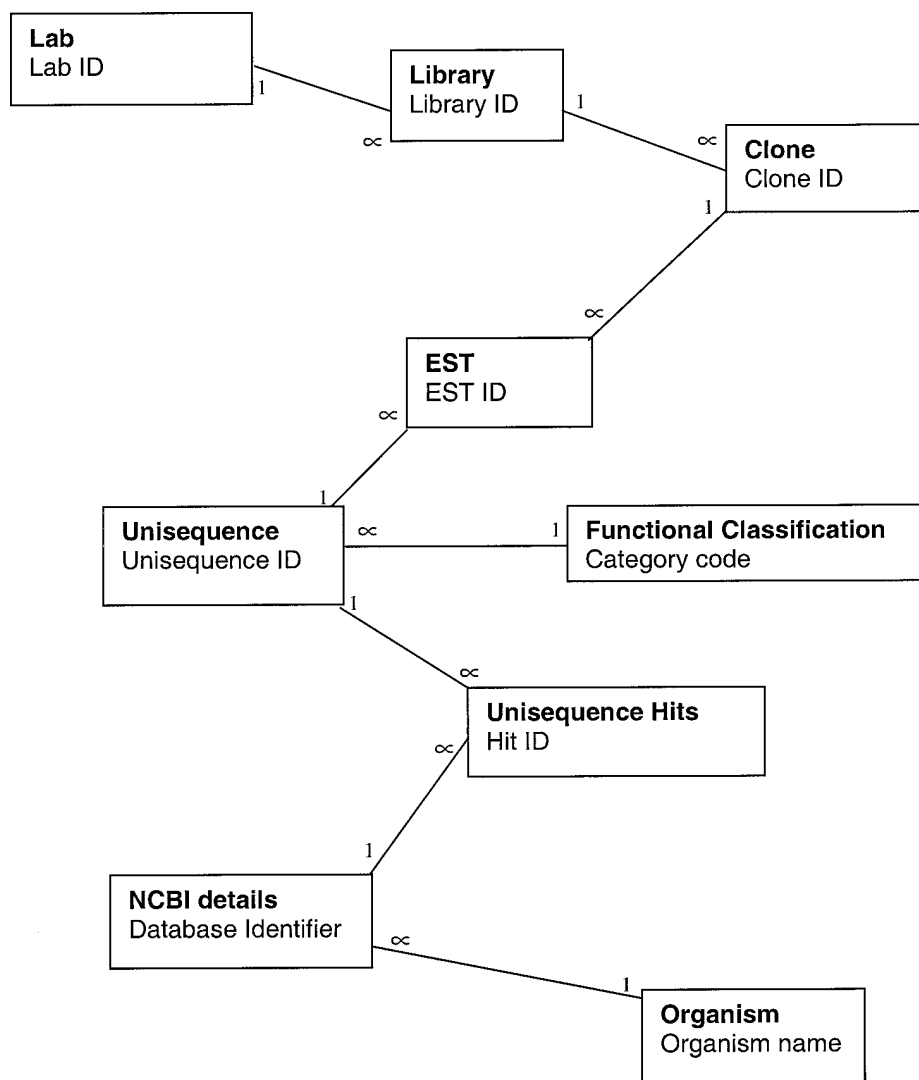 Lab
Lab ID
1
∝
Library
Library ID
1
∝
Clone
Clone ID
1
∝
EST
EST ID
∝
1
Unisequence
Unisequence ID
∝
1
Functional Classification
Category code
1
∝
Unisequence Hits
Hit ID
∝
1
NCBI details
Database Identifier
∝
1
Organism
Organism name